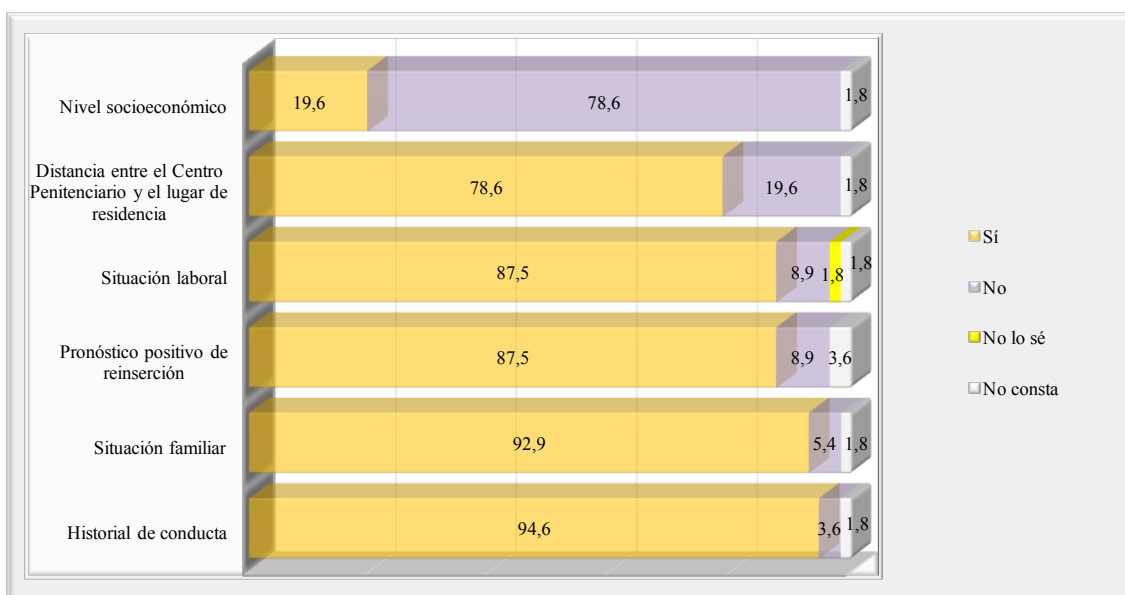 Nivel socioeconómico
19,6 78,6 1,8
Distancia entre el Centro
Penitenciario y el lugar de
residencia
78,6 19,6 1,8
Situación laboral
87,5 8,9 1,8 1,8
Pronóstico positivo de
reinserción
87,5 8,9 3,6
Situación familiar
92,9 5,4 1,8
Historial de conducta
94,6 3,6 1,8
Sí
No
No lo sé
No consta